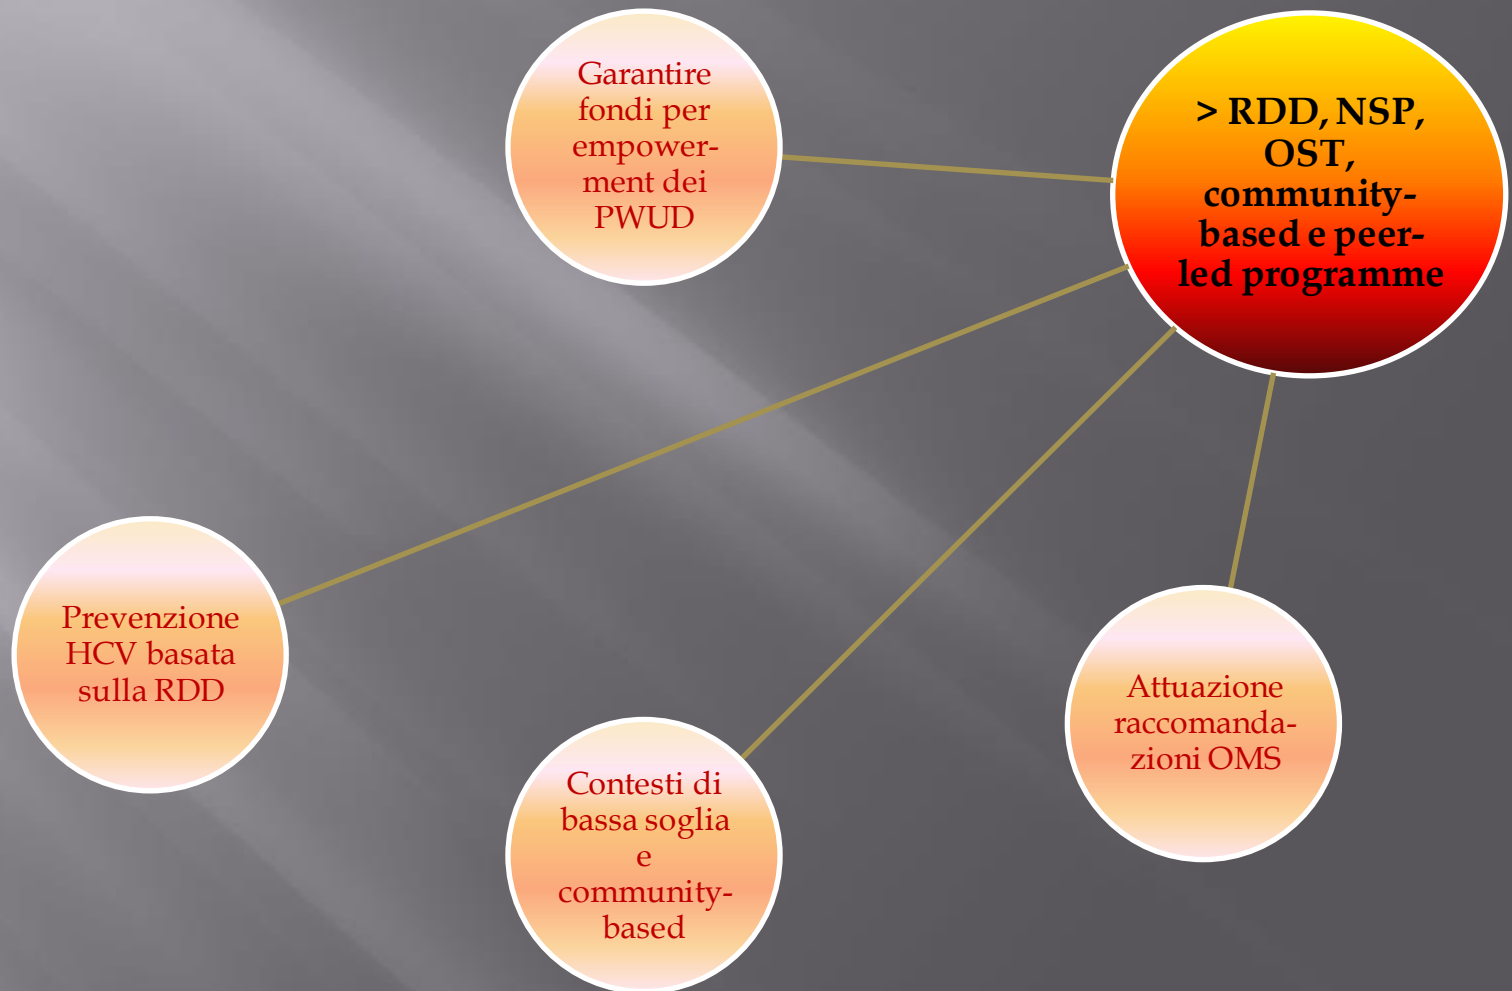 Garantire
fondi per
empower-
ment dei
PWUD
> RDD, NSP,
OST,
community-
based e peer-
led programme
Prevenzione
HCV basata
sulla RDD
Contesti di
bassa soglia
e
community-
based
Attuazione
raccomanda-
zioni OMS